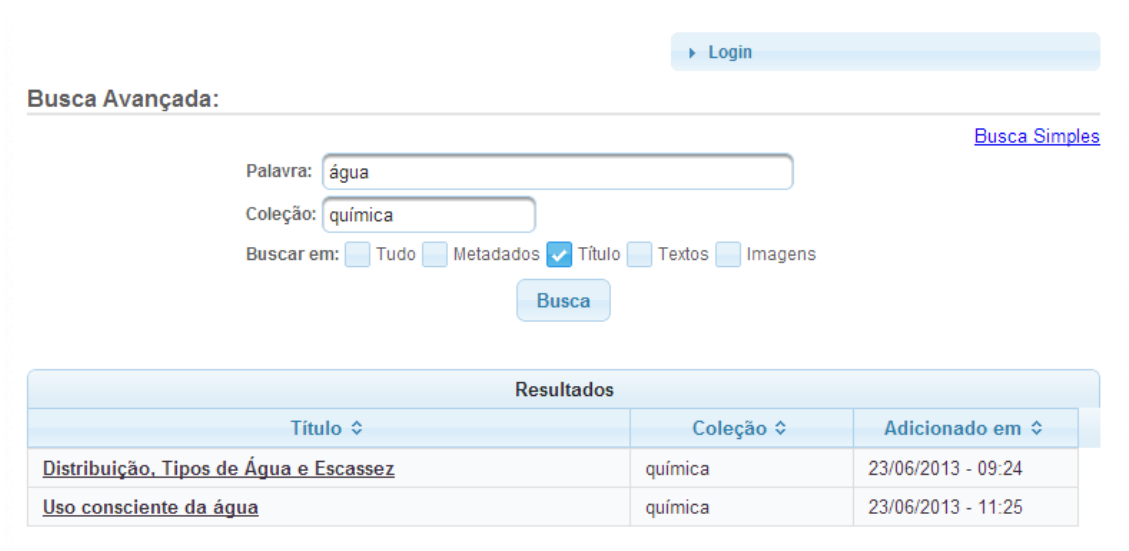 Login
Busca Avançada:
Busca Simples
Palavra: água
Coleção: química
Buscar em: Tudo Metadados Título Textos Imagens
Busca
Resultados
Título Coleção Adicionado em
Distribuição, Tipos de Água e Escassez química 23/06/2013 - 09:24
Uso consciente da água química 23/06/2013 - 11:25